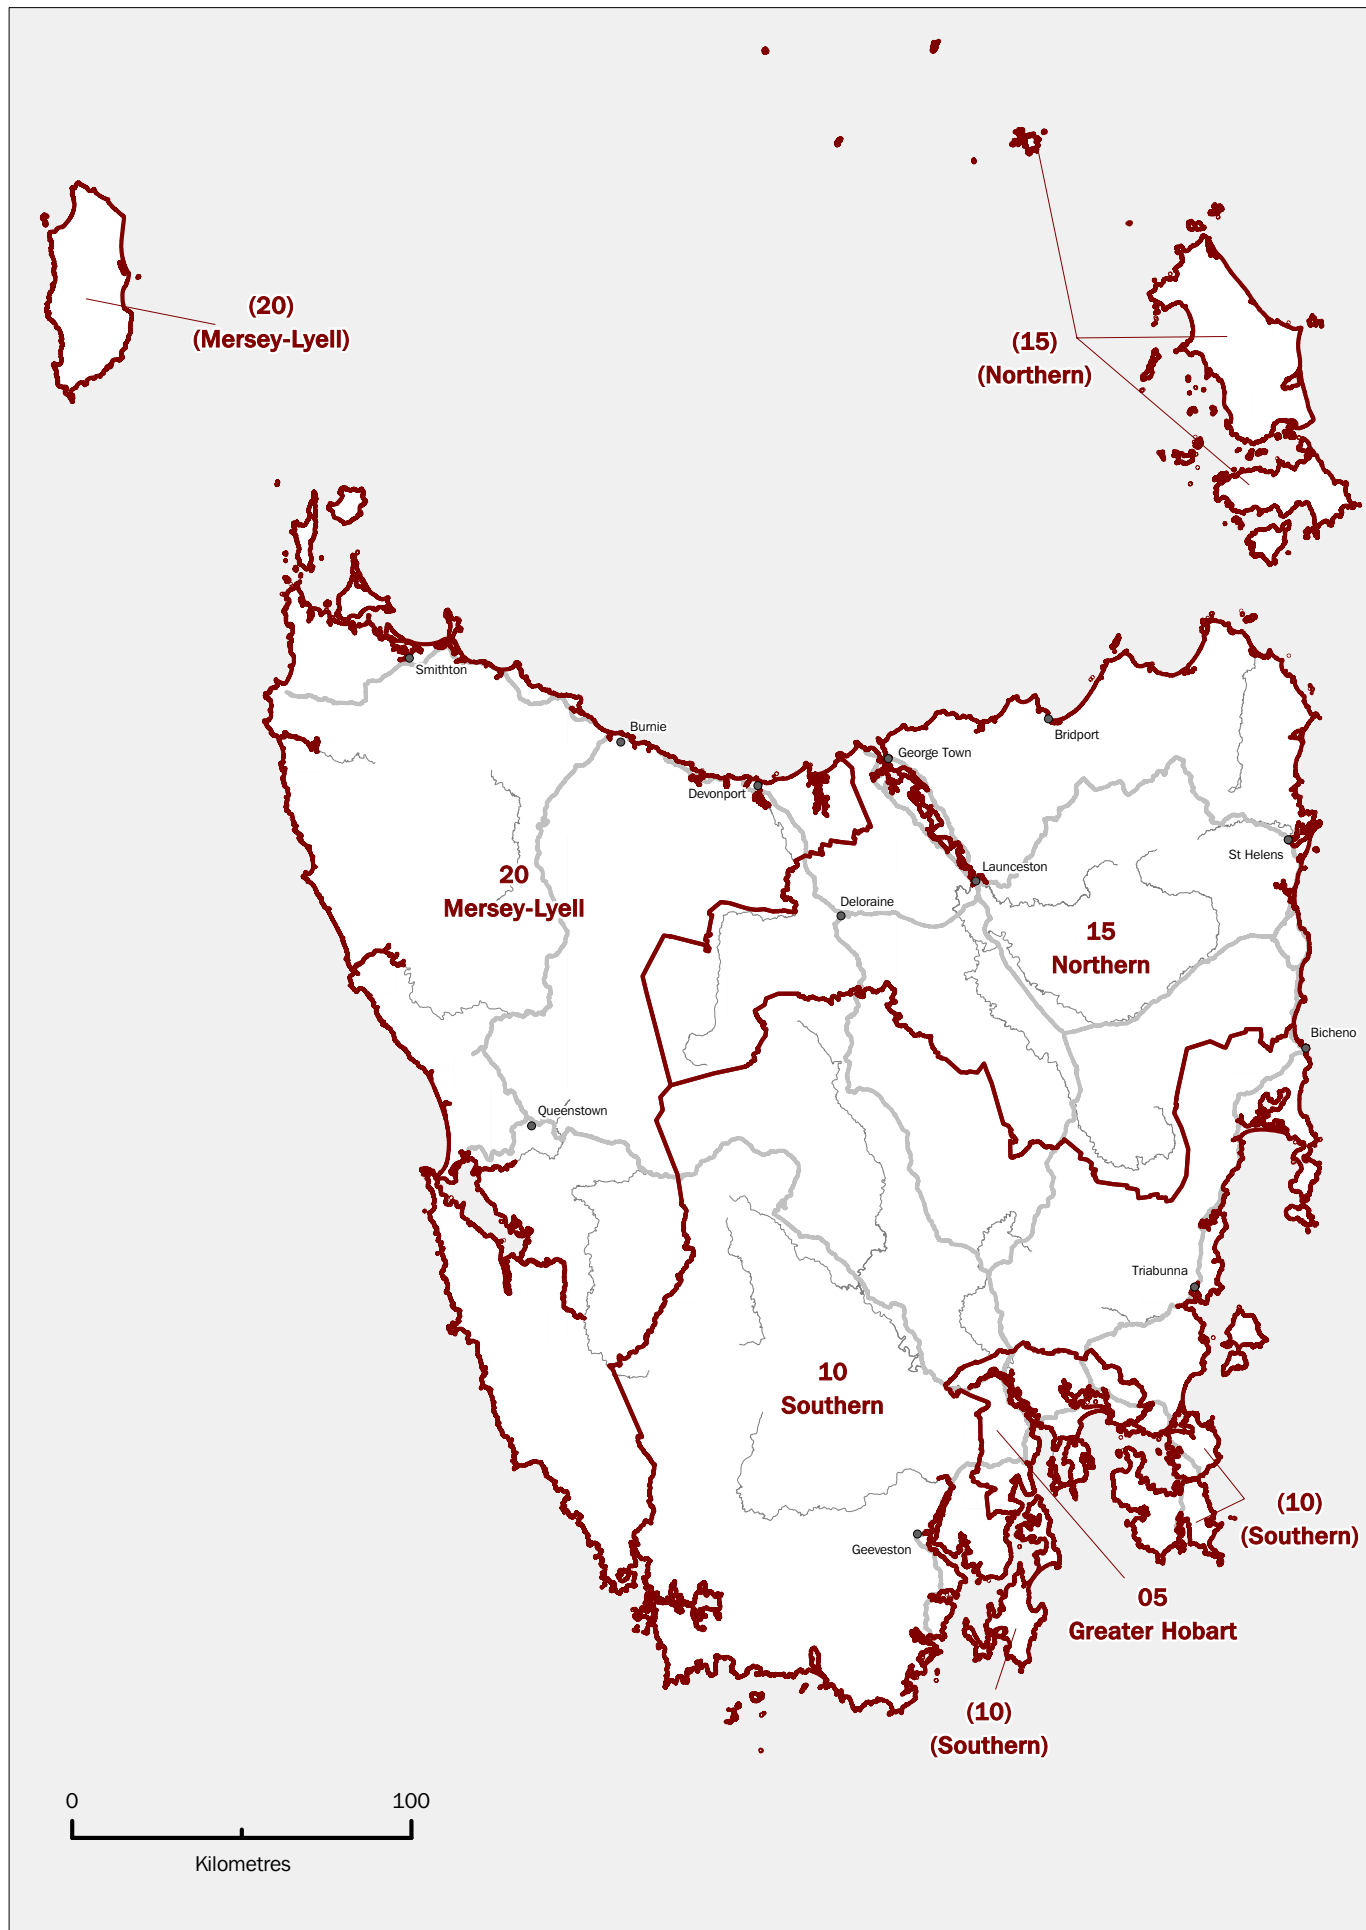 (20)
(Mersey-Lyell)
(15)
(Northern)
Smithton
Burnie
Bridport
George Town
Devonport
St Helens
Launceston
20
Mersey-Lyell
Deloraine
15
Northern
Bicheno
Queenstown
Triabunna
10
Southern
(10)
(Southern)
Geeveston
05
Greater Hobart
(10)
(Southern)
0
100
Kilometres